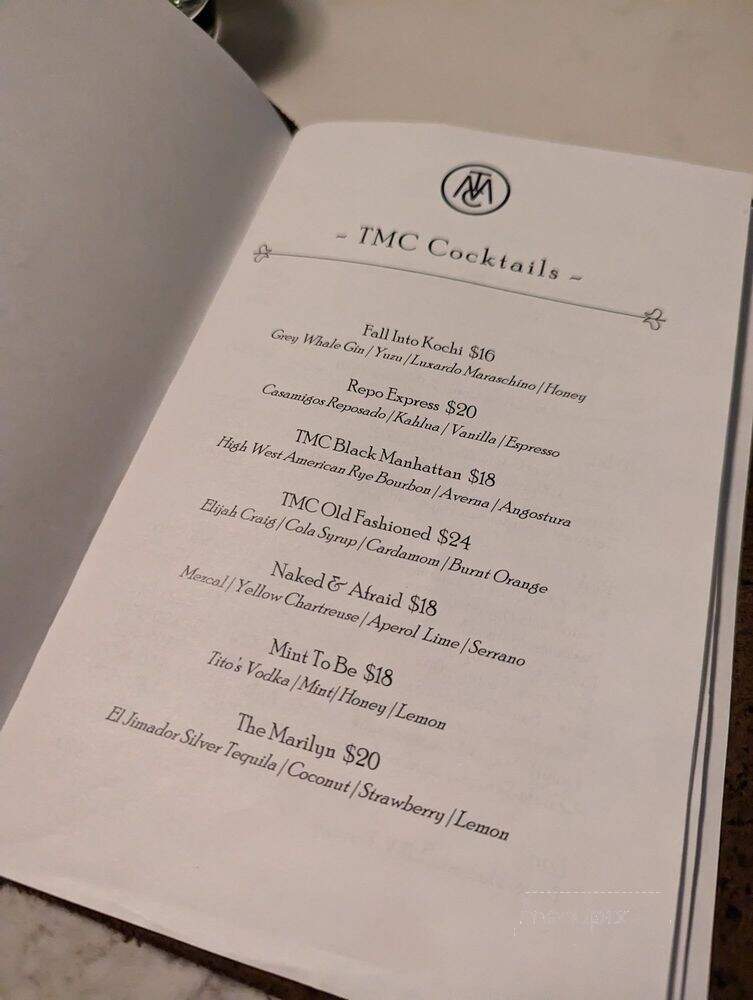 TMC
~ TMC Cocktails ~
Fall Into Kochi $16
Grey Whale Gin / Yuzu / Luxardo Maraschino / Honey
Repo Express $20
Casamigos Reposado / Kahlua / Vanilla / Espresso
TMC Black Manhattan $18
High West American Rye Bourbon / Averna / Angostura
TMC Old Fashioned $24
Elijah Craig / Cola Syrup / Cardamom / Burnt Orange
Naked & Afraid $18
Mezcal / Yellow Chartreuse / Aperol Lime / Serrano
Mint To Be $18
Tito's Vodka / Mint / Honey / Lemon
The Marilyn $20
El Jimador Silver Tequila / Coconut / Strawberry / Lemon